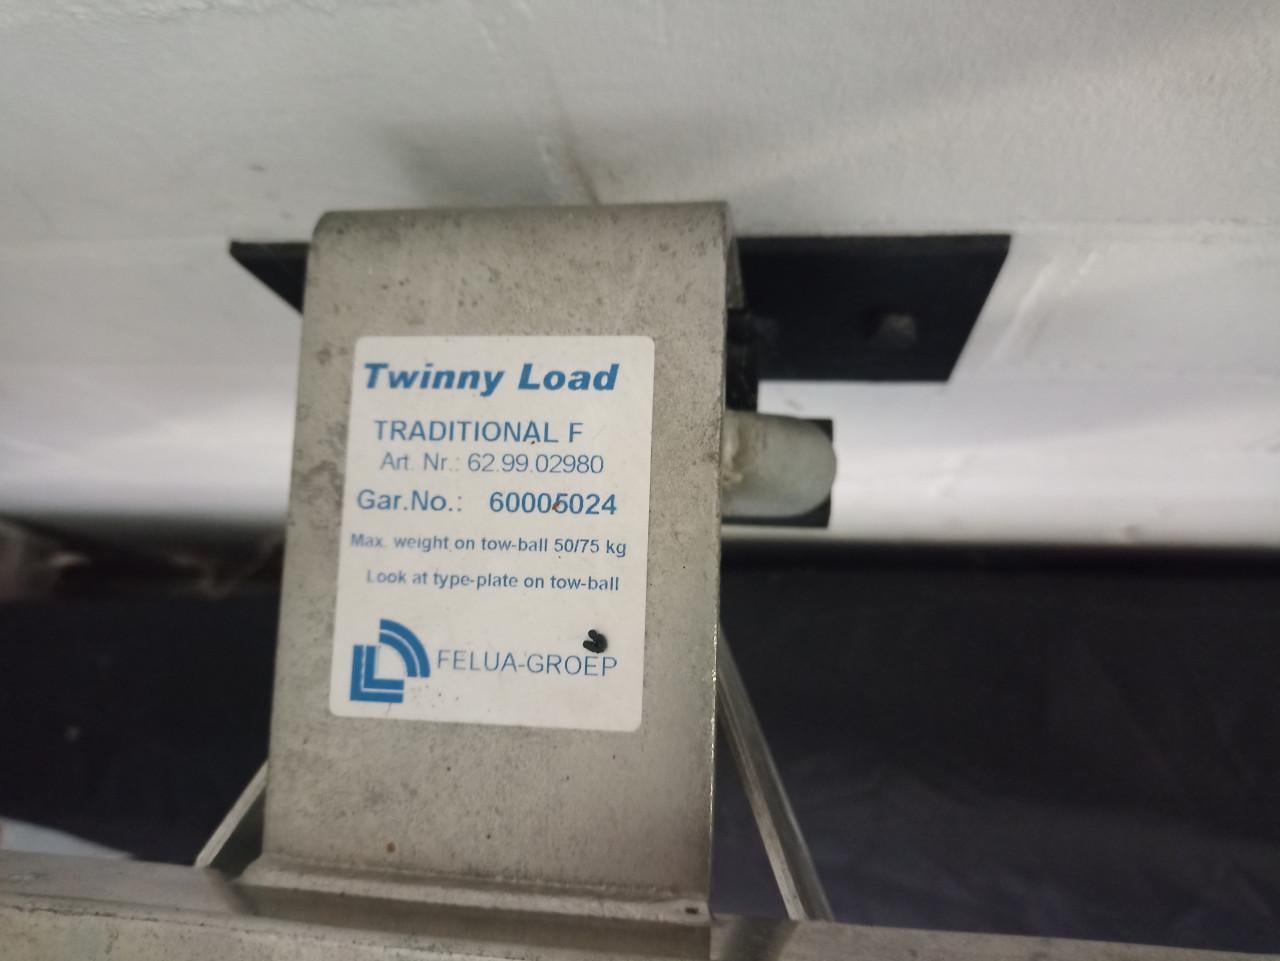 Twinny Load
TRADITIONAL F
Art. Nr.: 62.99.02980
Gar.No.: 60005024
Max. weight on tow-ball 50/75 kg
Look at type-plate on tow-ball
FELUA-GROEP